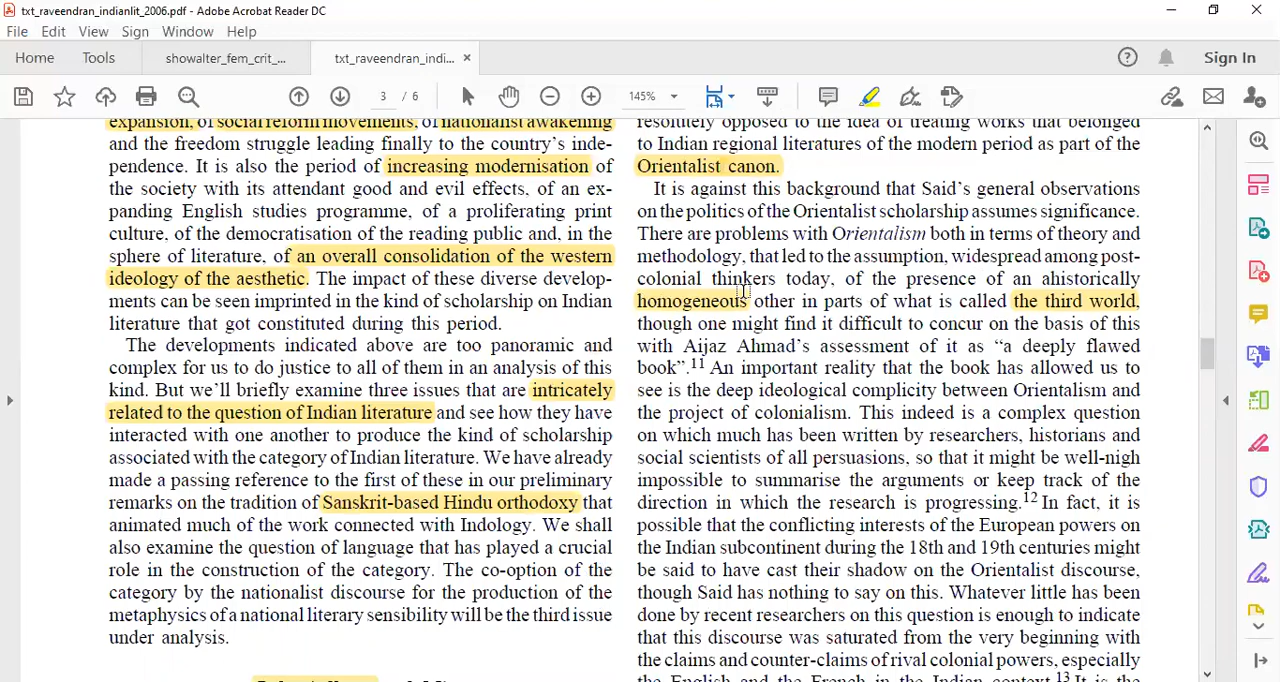 txt_raveendran_indianlit_2006.pdf - Adobe Acrobat Reader DC
File Edit View Sign Window Help
Home Tools showalter_fem_crit_... txt_raveendran_indi... ×
Sign In
3 / 6
145%
expansion, of social reform movements, of nationalist awakening
and the freedom struggle leading finally to the country's inde-
pendence. It is also the period of increasing modernisation of
the society with its attendant good and evil effects, of an ex-
panding English studies programme, of a proliferating print
culture, of the democratisation of the reading public and, in the
sphere of literature, of an overall consolidation of the western
ideology of the aesthetic. The impact of these diverse develop-
ments can be seen imprinted in the kind of scholarship on Indian
literature that got constituted during this period.
The developments indicated above are too panoramic and
complex for us to do justice to all of them in an analysis of this
kind. But we'll briefly examine three issues that are intricately
related to the question of Indian literature and see how they have
interacted with one another to produce the kind of scholarship
associated with the category of Indian literature. We have already
made a passing reference to the first of these in our preliminary
remarks on the tradition of Sanskrit-based Hindu orthodoxy that
animated much of the work connected with Indology. We shall
also examine the question of language that has played a crucial
role in the construction of the category. The co-option of the
category by the nationalist discourse for the production of the
metaphysics of a national literary sensibility will be the third issue
under analysis.
resolutely opposed to the idea of treating works that belonged
to Indian regional literatures of the modern period as part of the
Orientalist canon.
It is against this background that Said's general observations
on the politics of the Orientalist scholarship assumes significance.
There are problems with Orientalism both in terms of theory and
methodology, that led to the assumption, widespread among post-
colonial thinkers today, of the presence of an ahistorically
homogeneous other in parts of what is called the third world,
though one might find it difficult to concur on the basis of this
with Aijaz Ahmad's assessment of it as "a deeply flawed
book".11 An important reality that the book has allowed us to
see is the deep ideological complicity between Orientalism and
the project of colonialism. This indeed is a complex question
on which much has been written by researchers, historians and
social scientists of all persuasions, so that it might be well-nigh
impossible to summarise the arguments or keep track of the
direction in which the research is progressing.12 In fact, it is
possible that the conflicting interests of the European powers on
the Indian subcontinent during the 18th and 19th centuries might
be said to have cast their shadow on the Orientalist discourse,
though Said has nothing to say on this. Whatever little has been
done by recent researchers on this question is enough to indicate
that this discourse was saturated from the very beginning with
the claims and counter-claims of rival colonial powers, especially
the English and the French in the Indian context.13 It is the